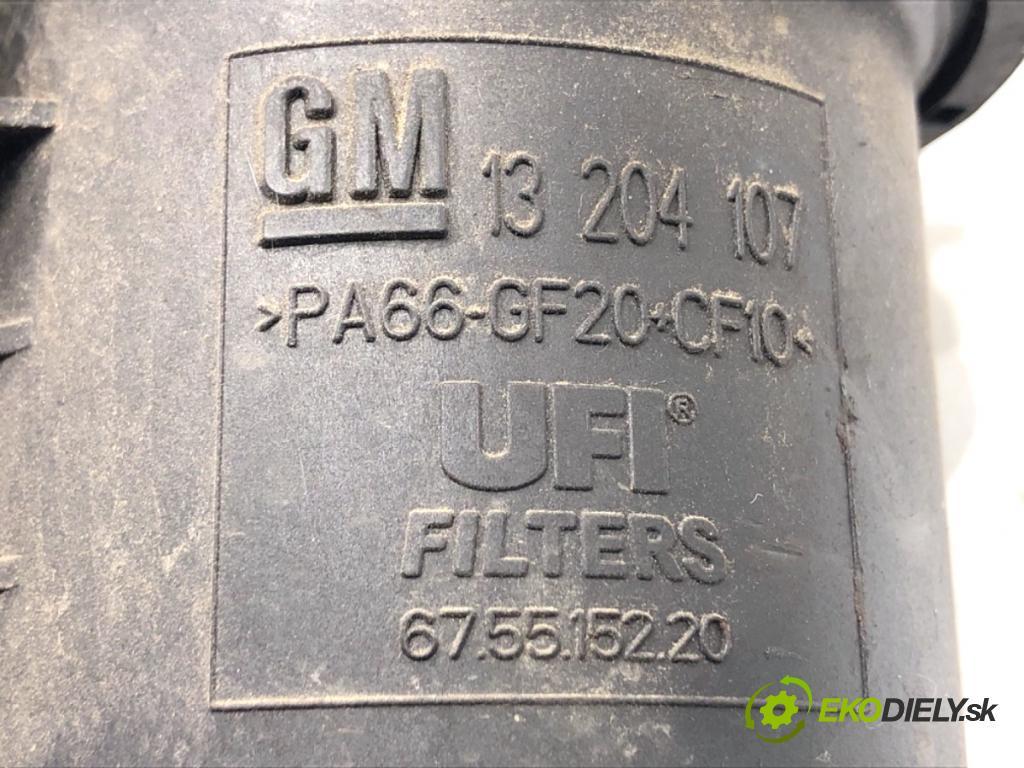 GM 13 204 107
>PA66-GF20+CF10<
UFI®
FILTERS
67.55.152.20
EKODIELY.sk